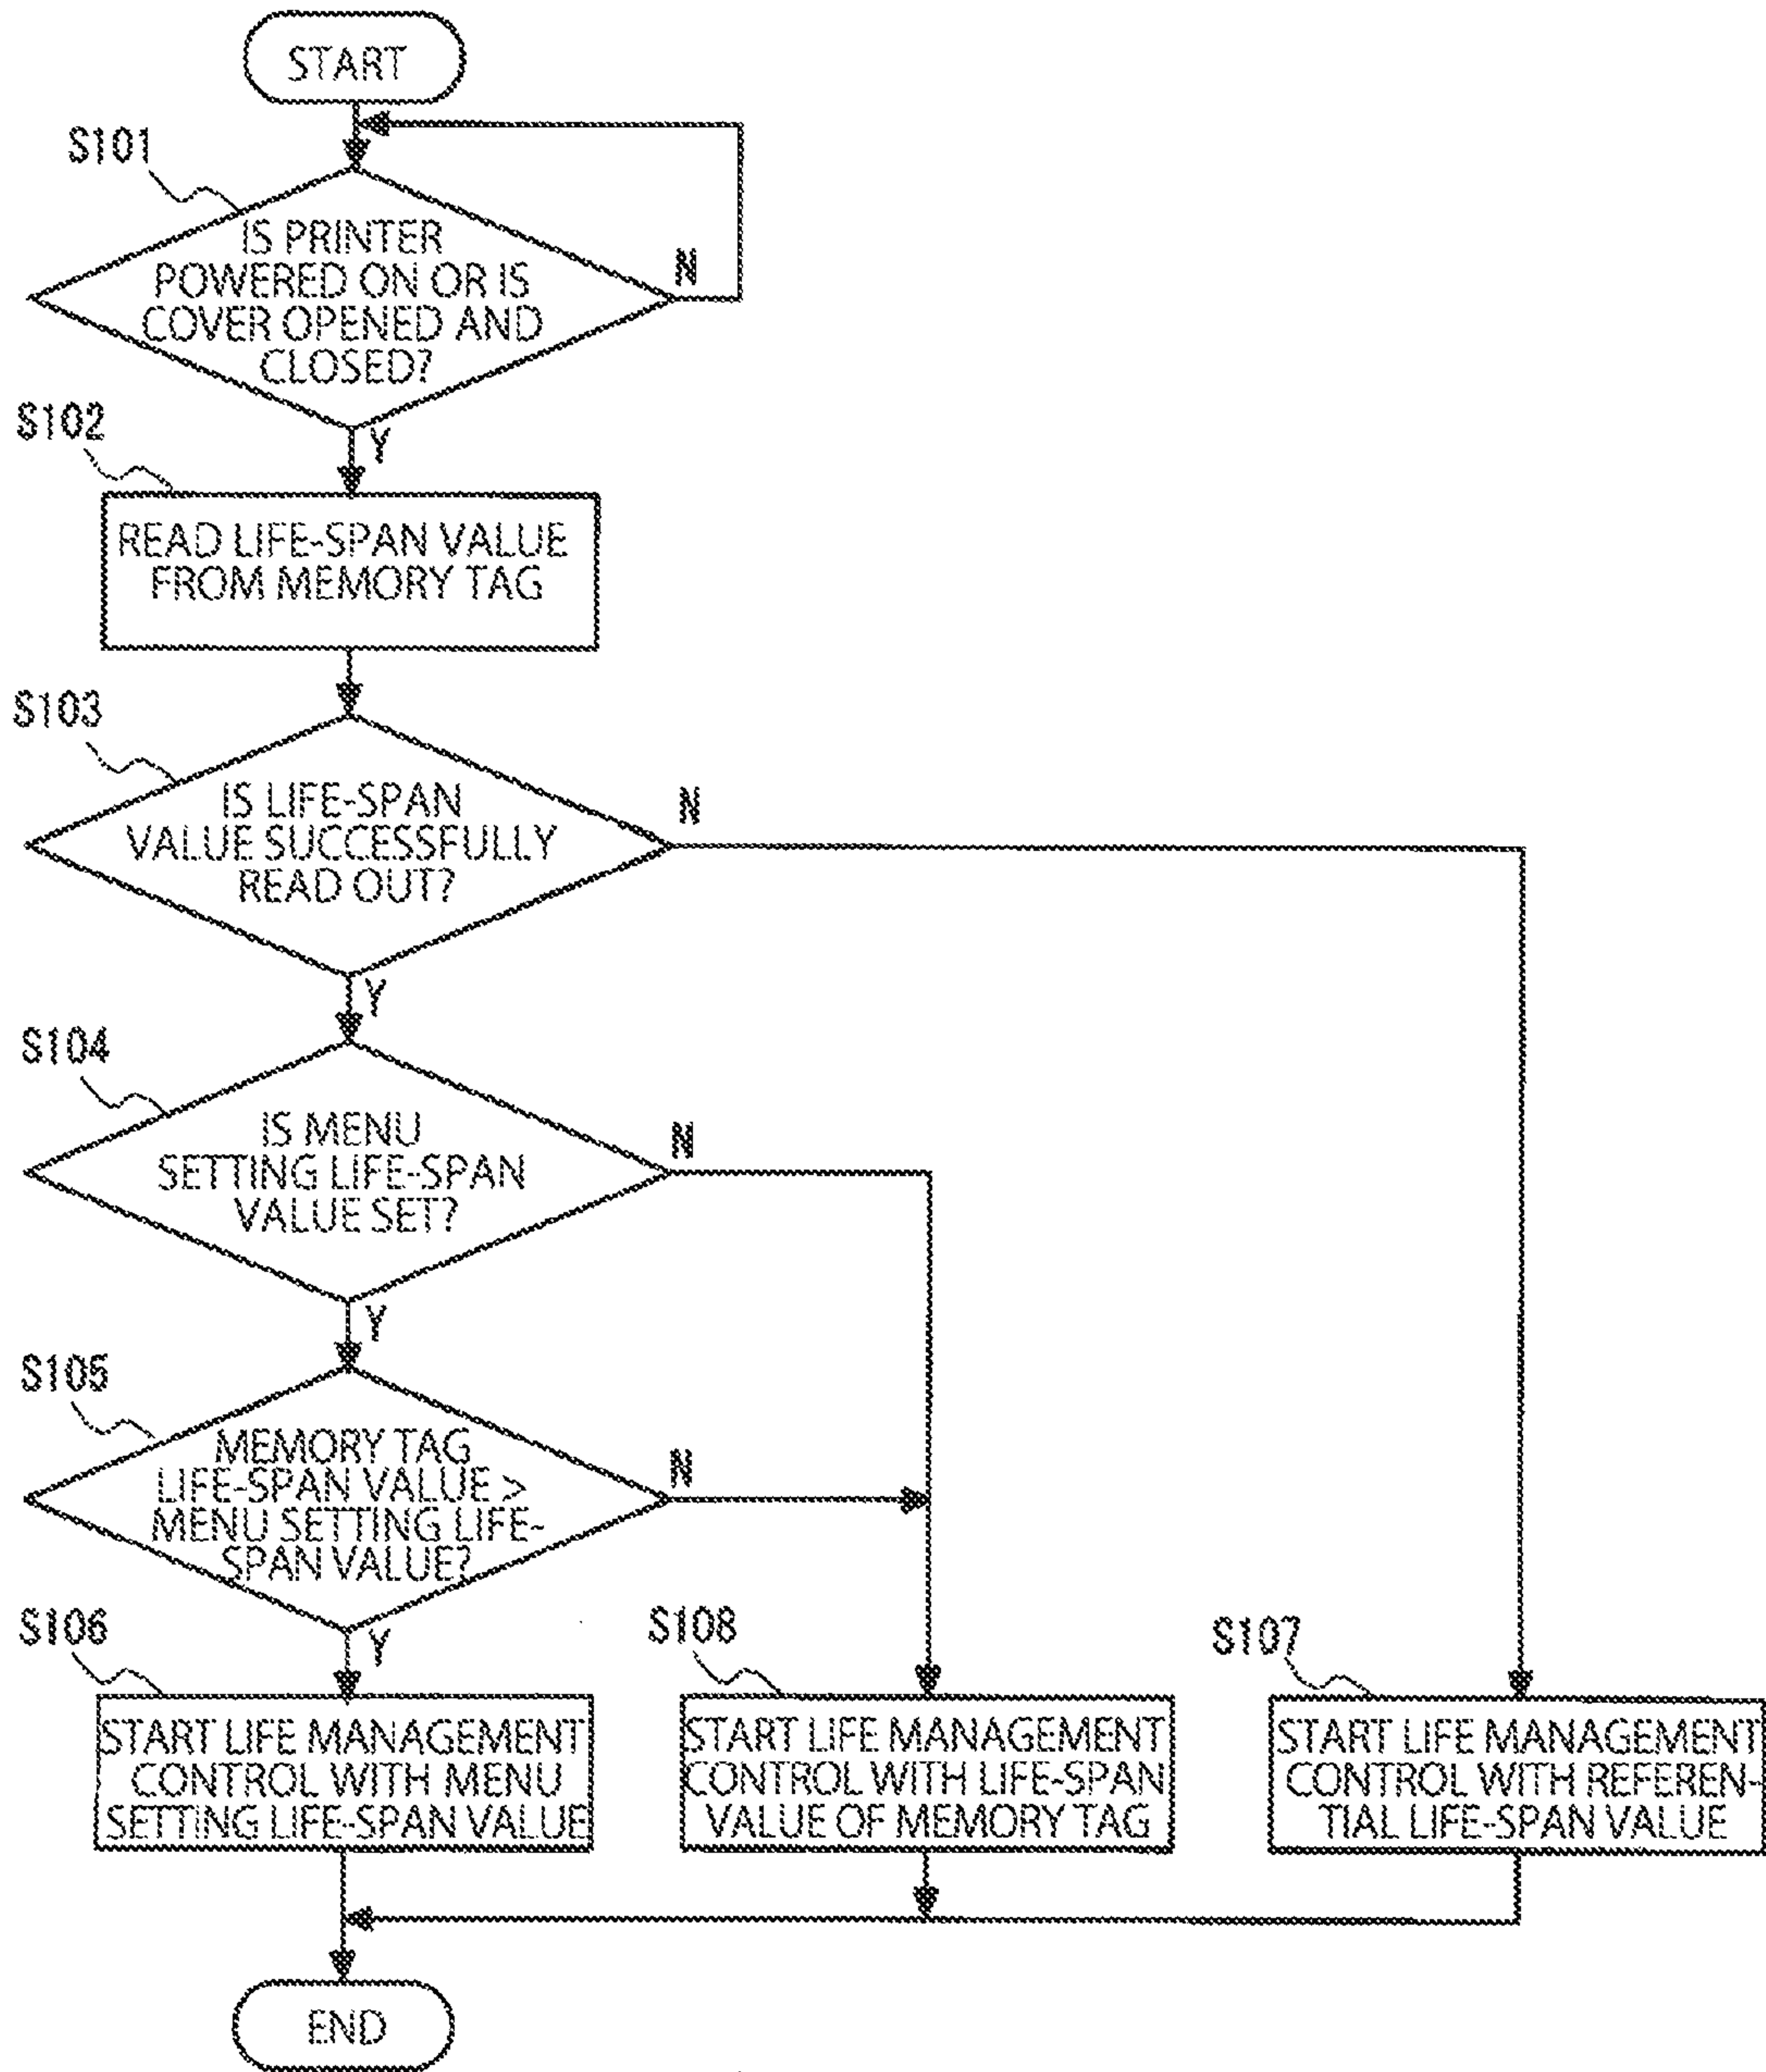 START
S101
IS PRINTER
POWERED ON OR IS
COVER OPENED AND
CLOSED?
N
Y
S102
READ LIFE-SPAN VALUE
FROM MEMORY TAG
S103
IS LIFE-SPAN
VALUE SUCCESSFULLY
READ OUT?
N
Y
S104
IS MENU
SETTING LIFE-SPAN
VALUE SET?
N
Y
S105
MEMORY TAG
LIFE-SPAN VALUE >
MENU SETTING LIFE-
SPAN VALUE?
N
Y
S106
START LIFE MANAGEMENT
CONTROL WITH MENU
SETTING LIFE-SPAN VALUE
S108
START LIFE MANAGEMENT
CONTROL WITH LIFE-SPAN
VALUE OF MEMORY TAG
S107
START LIFE MANAGEMENT
CONTROL WITH REFEREN-
TIAL LIFE-SPAN VALUE
END